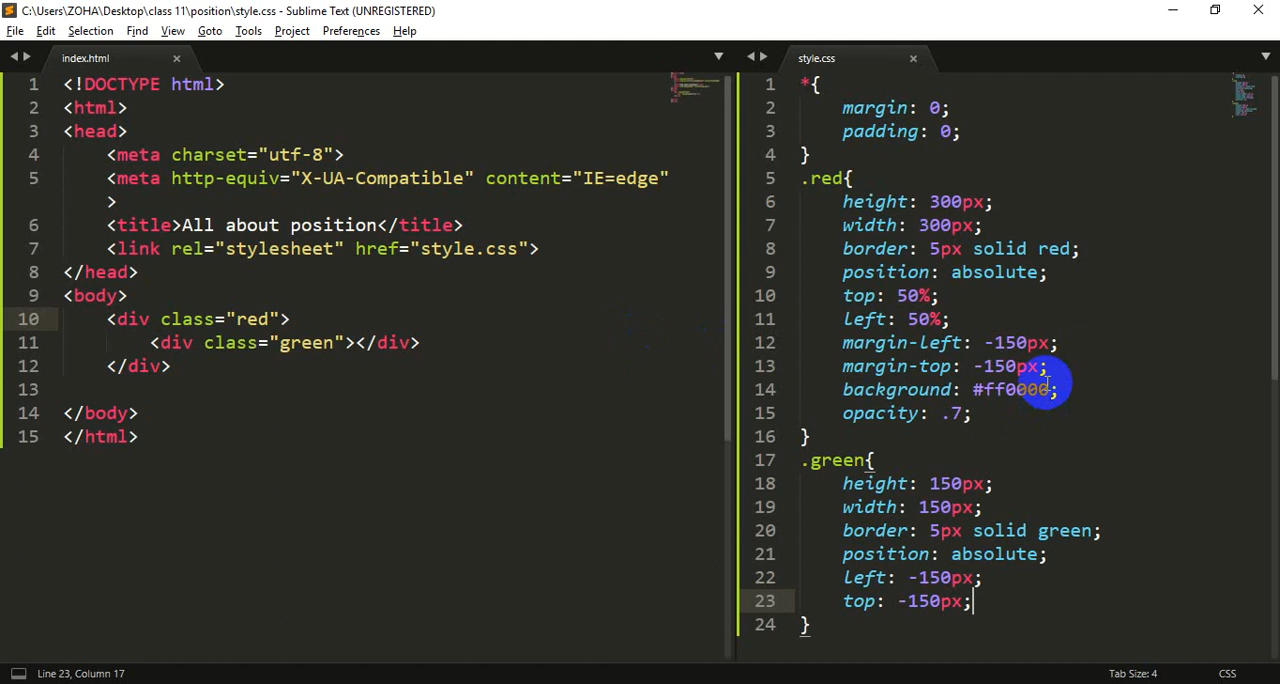 C:\Users\ZOHA\Desktop\class 11\position\style.css - Sublime Text (UNREGISTERED)
File Edit Selection Find View Goto Tools Project Preferences Help
index.html
1 <!DOCTYPE html>
2 <html>
3 <head>
4 <meta charset="utf-8">
5 <meta http-equiv="X-UA-Compatible" content="IE=edge"
>
6 <title>All about position</title>
7 <link rel="stylesheet" href="style.css">
8 </head>
9 <body>
10 <div class="red">
11 <div class="green"></div>
12 </div>
13
14 </body>
15 </html>
style.css
1 *{
2 margin: 0;
3 padding: 0;
4 }
5 .red{
6 height: 300px;
7 width: 300px;
8 border: 5px solid red;
9 position: absolute;
10 top: 50%;
11 left: 50%;
12 margin-left: -150px;
13 margin-top: -150px;
14 background: #ff0000;
15 opacity: .7;
16 }
17 .green{
18 height: 150px;
19 width: 150px;
20 border: 5px solid green;
21 position: absolute;
22 left: -150px;
23 top: -150px;
24 }
Line 23, Column 17
Tab Size: 4
CSS